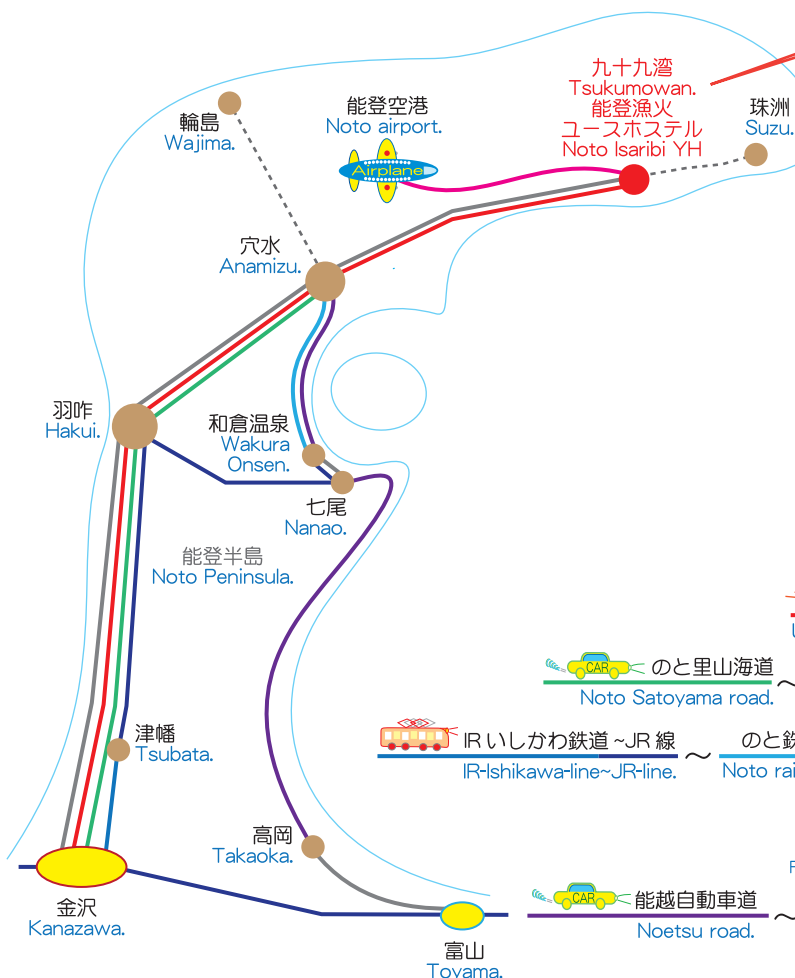 九十九湾
Tsukumowan.
能登漁火
ユースホステル
Noto Isaribi YH
珠洲
Suzu.
輪島
Wajima.
能登空港
Noto airport.
Airplane
穴水
Anamizu.
羽咋
Hakui.
和倉温泉
Wakura
Onsen.
七尾
Nanao.
能登半島
Noto Peninsula.
CAR
のと里山海道
~
Noto Satoyama road.
津幡
Tsubata.
IRいしかわ鉄道~JR線
~
のと鉄
IR-Ishikawa-line~JR-line.
Noto rai
高岡
Takaoka.
金沢
Kanazawa.
富山
Toyama.
CAR
能越自動車道
~
Noetsu road.